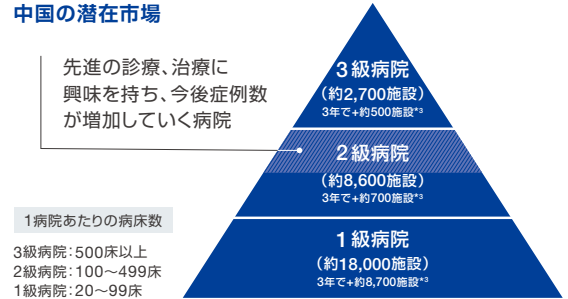 中国の潜在市場
先進の診療、治療に
興味を持ち、今後症例数
が増加していく病院
3級病院
(約2,700施設)
3年で+約500施設*3
2級病院
(約8,600施設)
3年で+約700施設*3
1級病院
(約18,000施設)
3年で+約8,700施設*3
1病院あたりの病床数
3級病院：500床以上
2級病院：100～499床
1級病院：20～99床